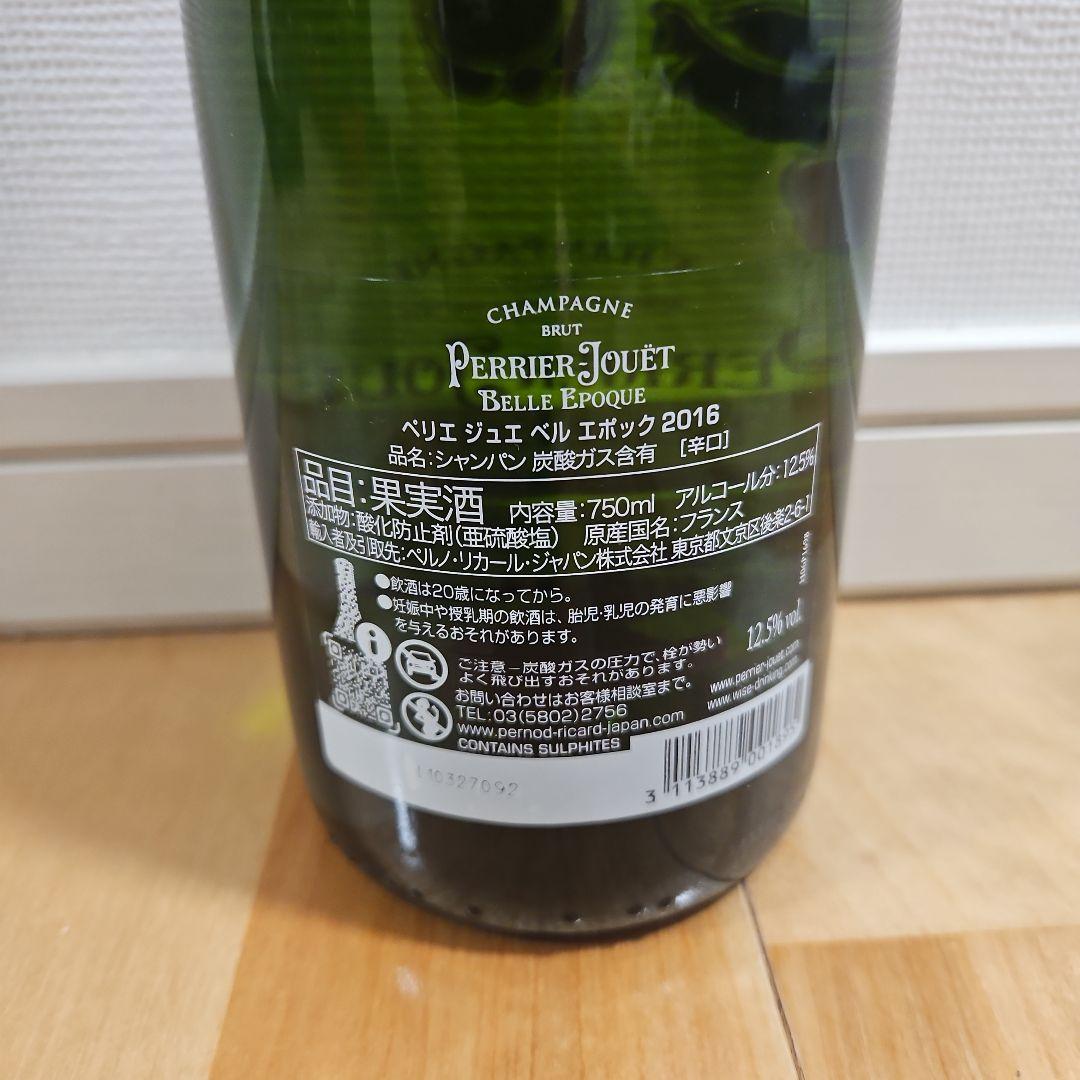 CHAMPAGNE
BRUT
PERRIER-JOUËT
BELLE EPOQUE
ペリエ ジュエ ベル エポック 2016
品名:シャンパン 炭酸ガス含有 [辛口]
品目:果実酒 内容量:750ml アルコール分:12.5%
添加物:酸化防止剤(亜硫酸塩) 原産国名:フランス
輸入者及引取先:ペルノ・リカール・ジャパン株式会社 東京都文京区後楽2-6-1
●飲酒は20歳になってから。
●妊娠中や授乳期の飲酒は、胎児・乳児の発育に悪影響
を与えるおそれがあります。
12.5% vol.
ご注意–炭酸ガスの圧力で、栓が勢い
よく飛び出すおそれがあります。
お問い合わせはお客様相談室まで。
TEL:03(5802)2756
www.pernod-ricard-japan.com
CONTAINS SULPHITES
www.perrier-jouet.com
www.wise-drinking.com
L10327092
3 113889 001855